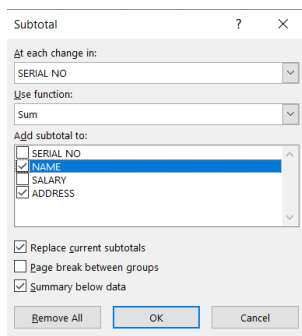 Subtotal ? ×
At each change in:
SERIAL NO
Use function:
Sum
Add subtotal to:
SERIAL NO
NAME
SALARY
ADDRESS
Replace current subtotals
Page break between groups
Summary below data
Remove All OK Cancel